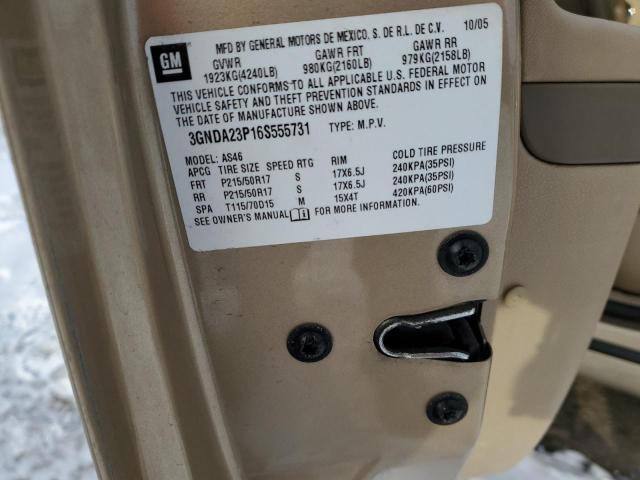 GM
MFD BY GENERAL MOTORS DE MEXICO, S. DE R.L. DE C.V. 10/05
GVWR GAWR FRT GAWR RR
1923KG(4240LB) 980KG(2160LB) 979KG(2158LB)
THIS VEHICLE CONFORMS TO ALL APPLICABLE U.S. FEDERAL MOTOR
VEHICLE SAFETY AND THEFT PREVENTION STANDARDS IN EFFECT ON
THE DATE OF MANUFACTURE SHOWN ABOVE.
3GNDA23P16S555731 TYPE: M.P.V.
MODEL: AS46
APCG TIRE SIZE SPEED RTG RIM COLD TIRE PRESSURE
FRT P215/50R17 S 17X6.5J 240KPA(35PSI)
RR P215/50R17 S 17X6.5J 240KPA(35PSI)
SPA T115/70D15 M 15X4T 420KPA(60PSI)
SEE OWNER'S MANUAL FOR MORE INFORMATION.